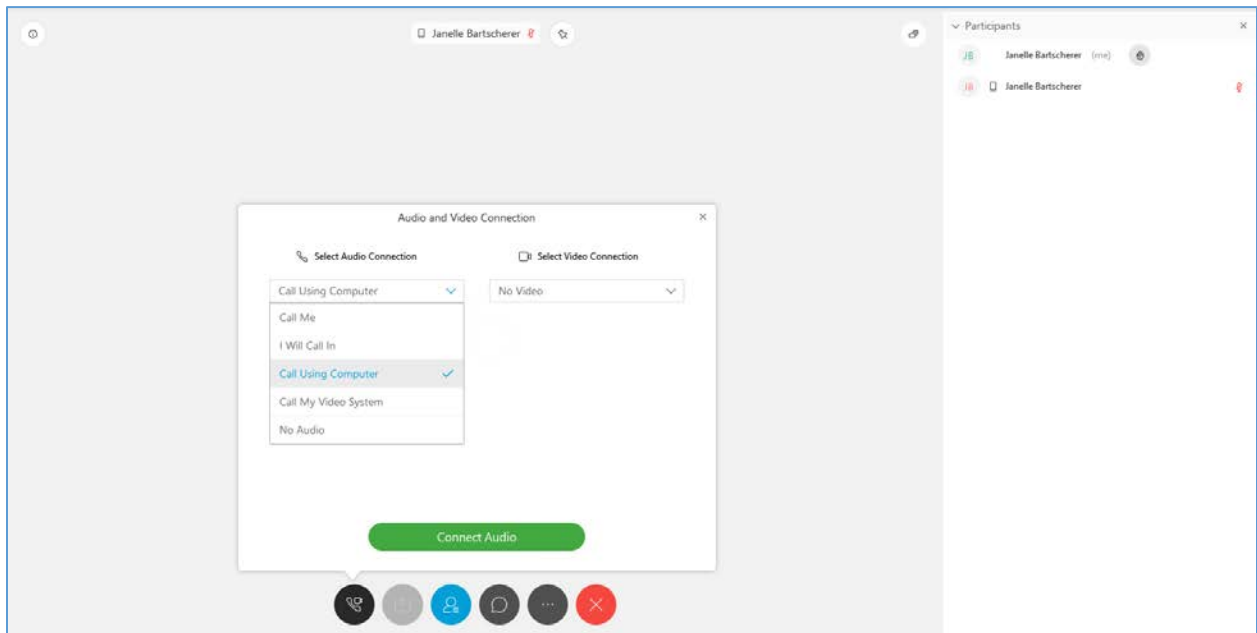 Janelle Bartscherer
Participants
JB Janelle Bartscherer (me)
JB Janelle Bartscherer
Audio and Video Connection
Select Audio Connection Select Video Connection
Call Using Computer No Video
Call Me
I Will Call In
Call Using Computer
Call My Video System
No Audio
Connect Audio